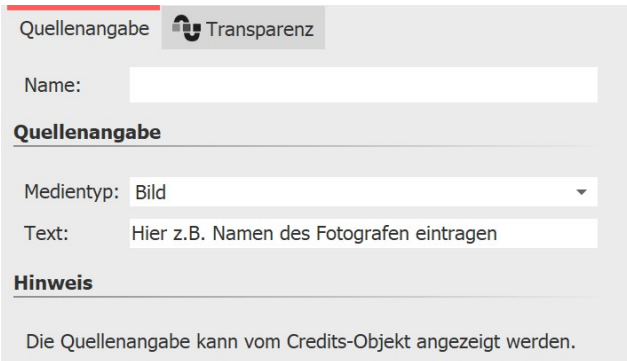 Quellenangabe Transparenz
Name:
Quellenangabe
Medientyp: Bild
Text: Hier z.B. Namen des Fotografen eintragen
Hinweis
Die Quellenangabe kann vom Credits-Objekt angezeigt werden.